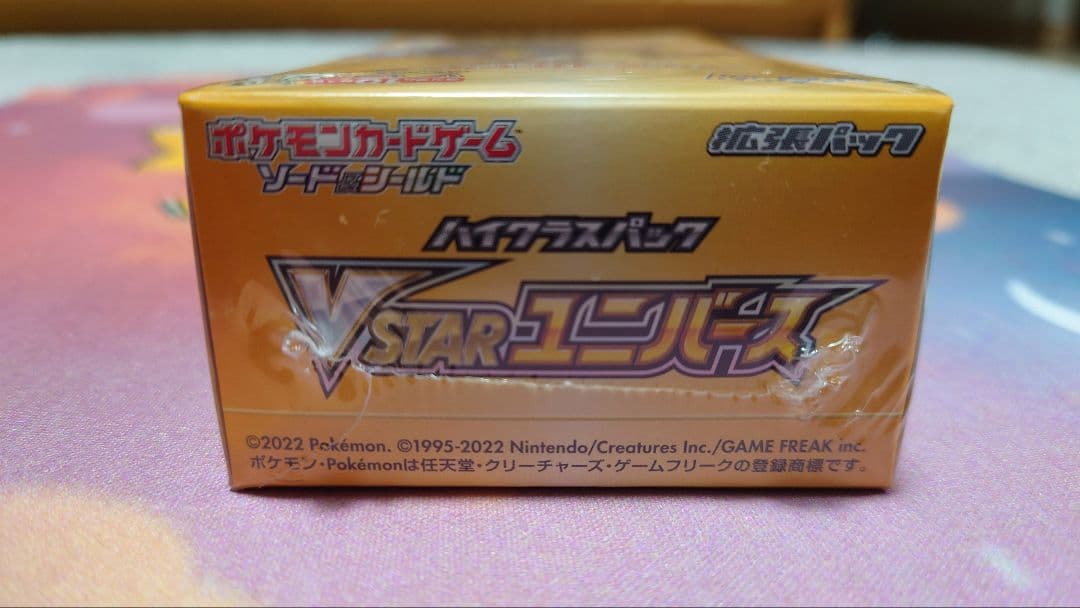 ポケモンカードゲーム
ソード&シールド
拡張パック
ハイクラスパック
VSTARユニバース
©2022 Pokémon. ©1995-2022 Nintendo/Creatures Inc./GAME FREAK inc.
ポケモン・Pokémonは任天堂・クリーチャーズ・ゲームフリークの登録商標です。